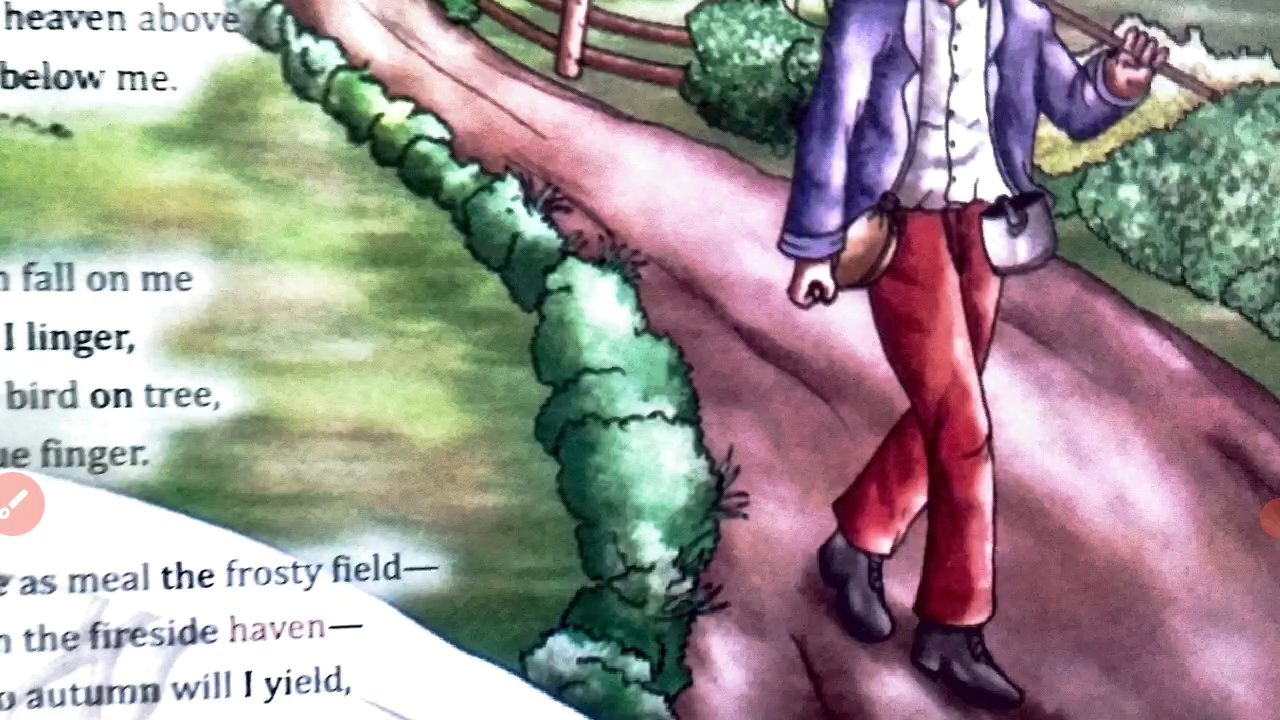 heaven above
below me.
fall on me
I linger,
bird on tree,
finger.
as meal the frosty field—
the fireside haven—
autumn will I yield,